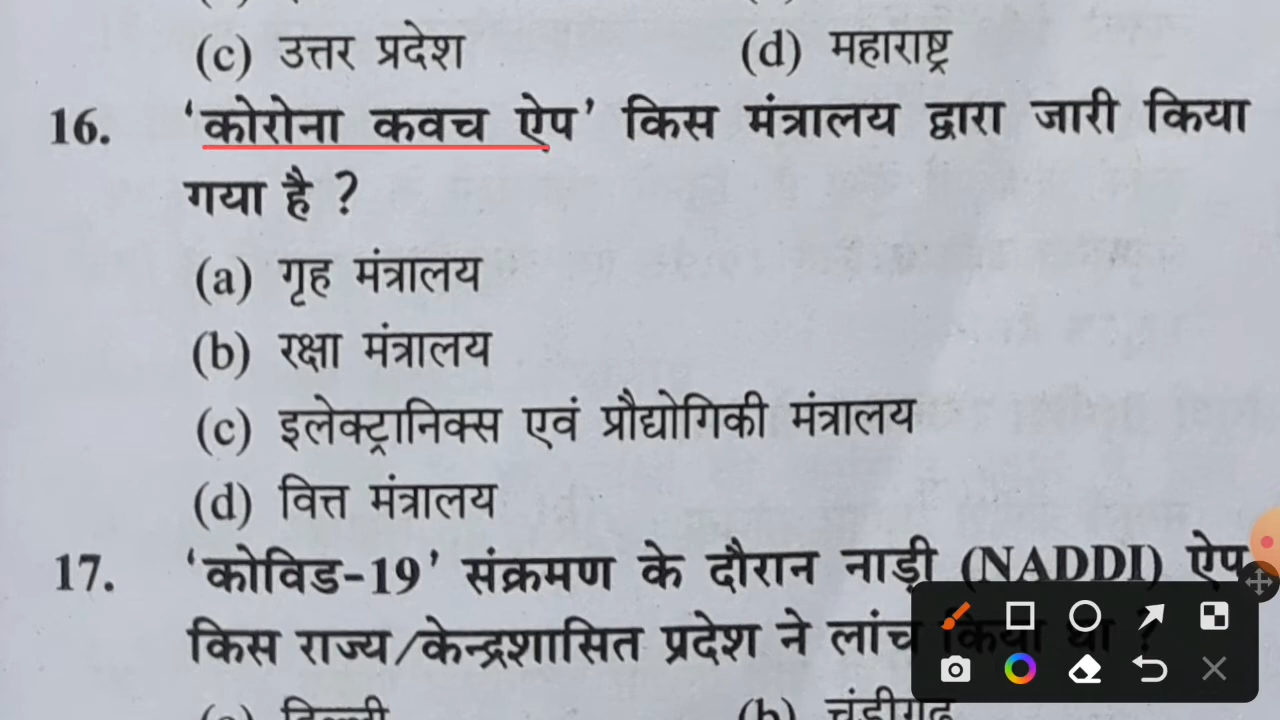 (c) उत्तर प्रदेश (d) महाराष्ट्र
16. ‘कोरोना कवच ऐप’ किस मंत्रालय द्वारा जारी किया
गया है ?
(a) गृह मंत्रालय
(b) रक्षा मंत्रालय
(c) इलेक्ट्रानिक्स एवं प्रौद्योगिकी मंत्रालय
(d) वित्त मंत्रालय
17. ‘कोविड-19’ संक्रमण के दौरान नाड़ी (NADDI) ऐप
किस राज्य/केन्द्रशासित प्रदेश ने लांच किया था ?
(a) दिल्ली (b) चंडीगढ़